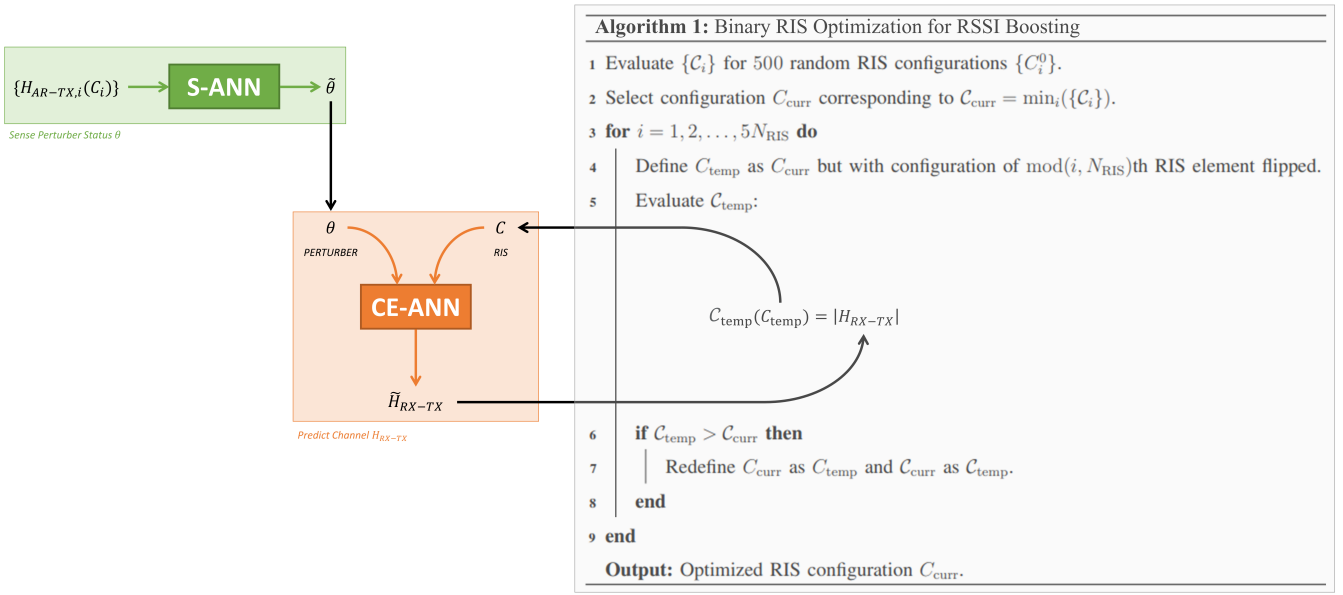 {H_{AR−TX,i}(C_i)}
S-ANN
θ̃
Sense Perturber Status θ
θ
C
PERTURBER
RIS
CE-ANN
H̃_{RX−TX}
Predict Channel H_{RX−TX}
Algorithm 1: Binary RIS Optimization for RSSI Boosting
1 Evaluate {𝒞_i} for 500 random RIS configurations {C_i^0}.
2 Select configuration C_curr corresponding to 𝒞_curr = min_i({𝒞_i}).
3 for i = 1, 2, . . . , 5N_RIS do
4 Define C_temp as C_curr but with configuration of mod(i, N_RIS)th RIS element flipped.
5 Evaluate 𝒞_temp:
𝒞_temp(C_temp) = |H_{RX−TX}|
6 if 𝒞_temp > 𝒞_curr then
7 Redefine C_curr as C_temp and 𝒞_curr as 𝒞_temp.
8 end
9 end
Output: Optimized RIS configuration C_curr.